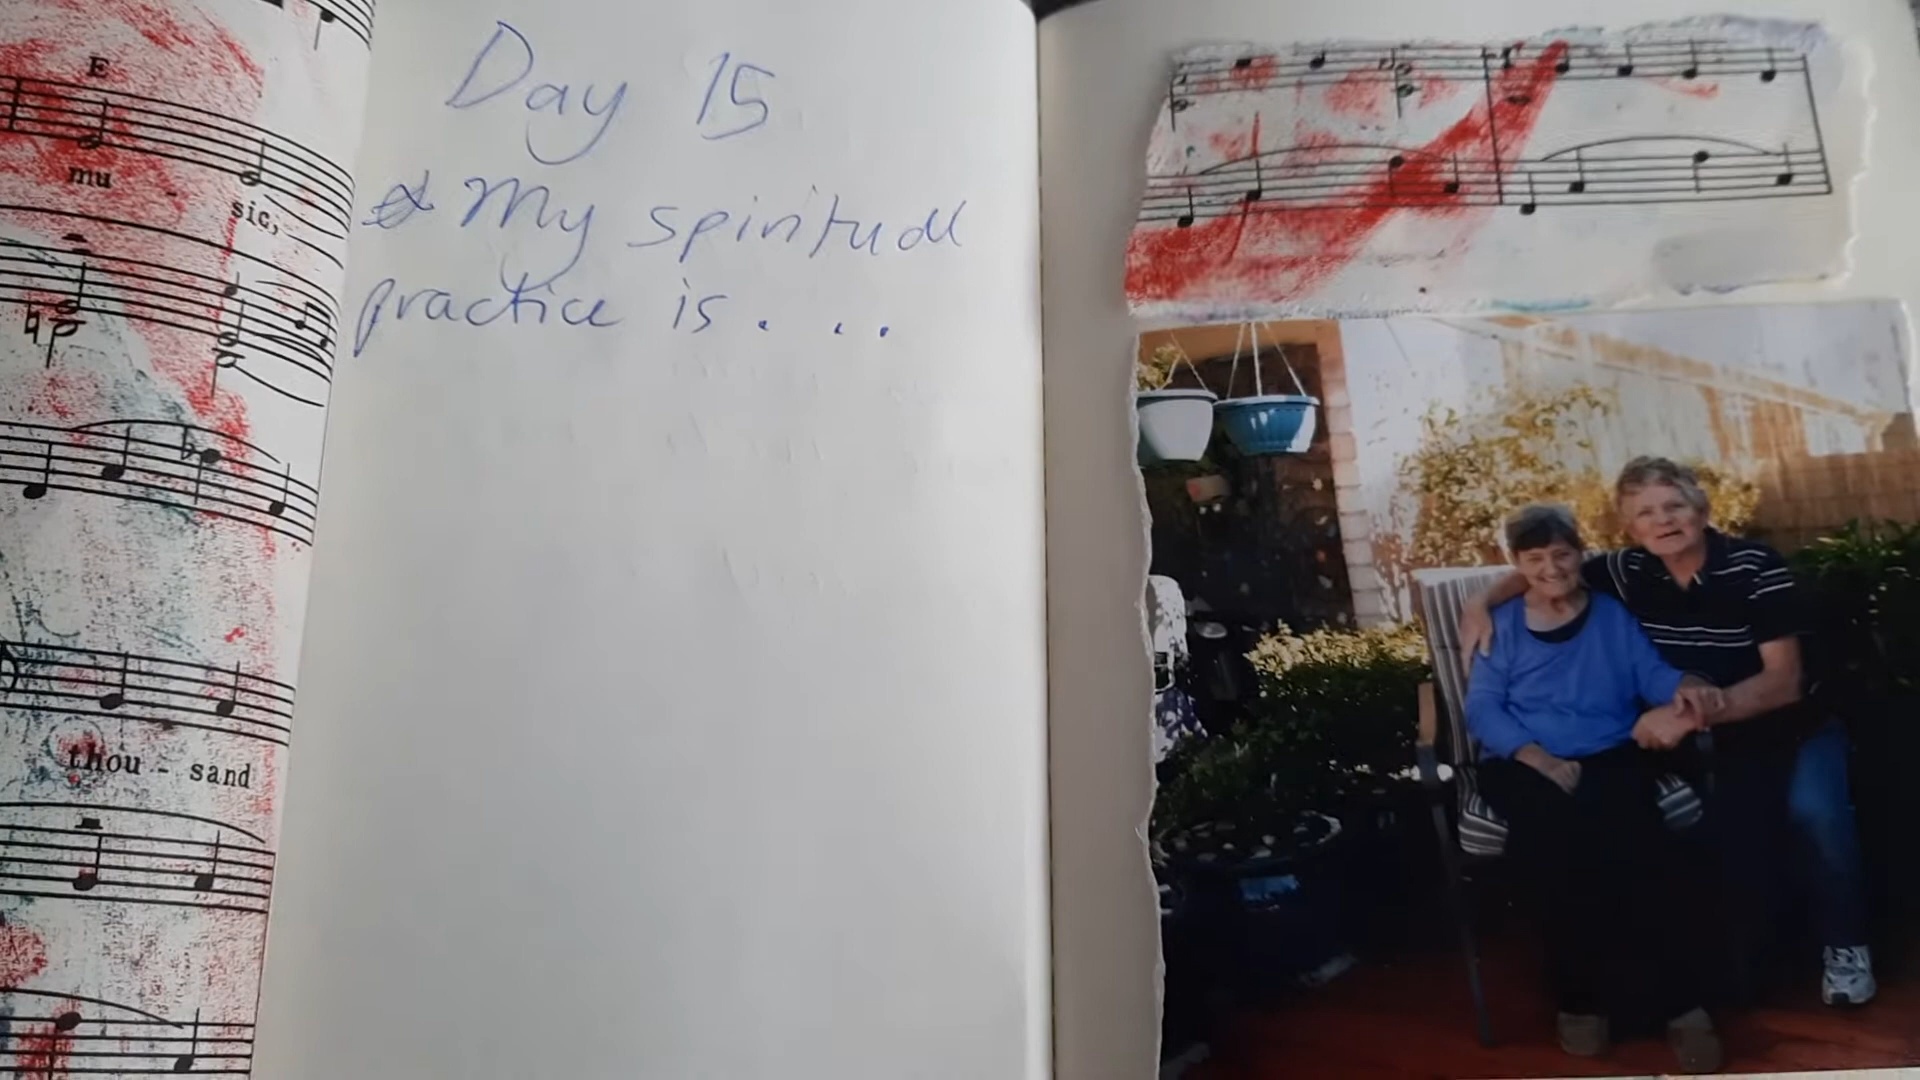 E
mu - sic,
thou - sand
Day 15
My spiritual
practice is . . .